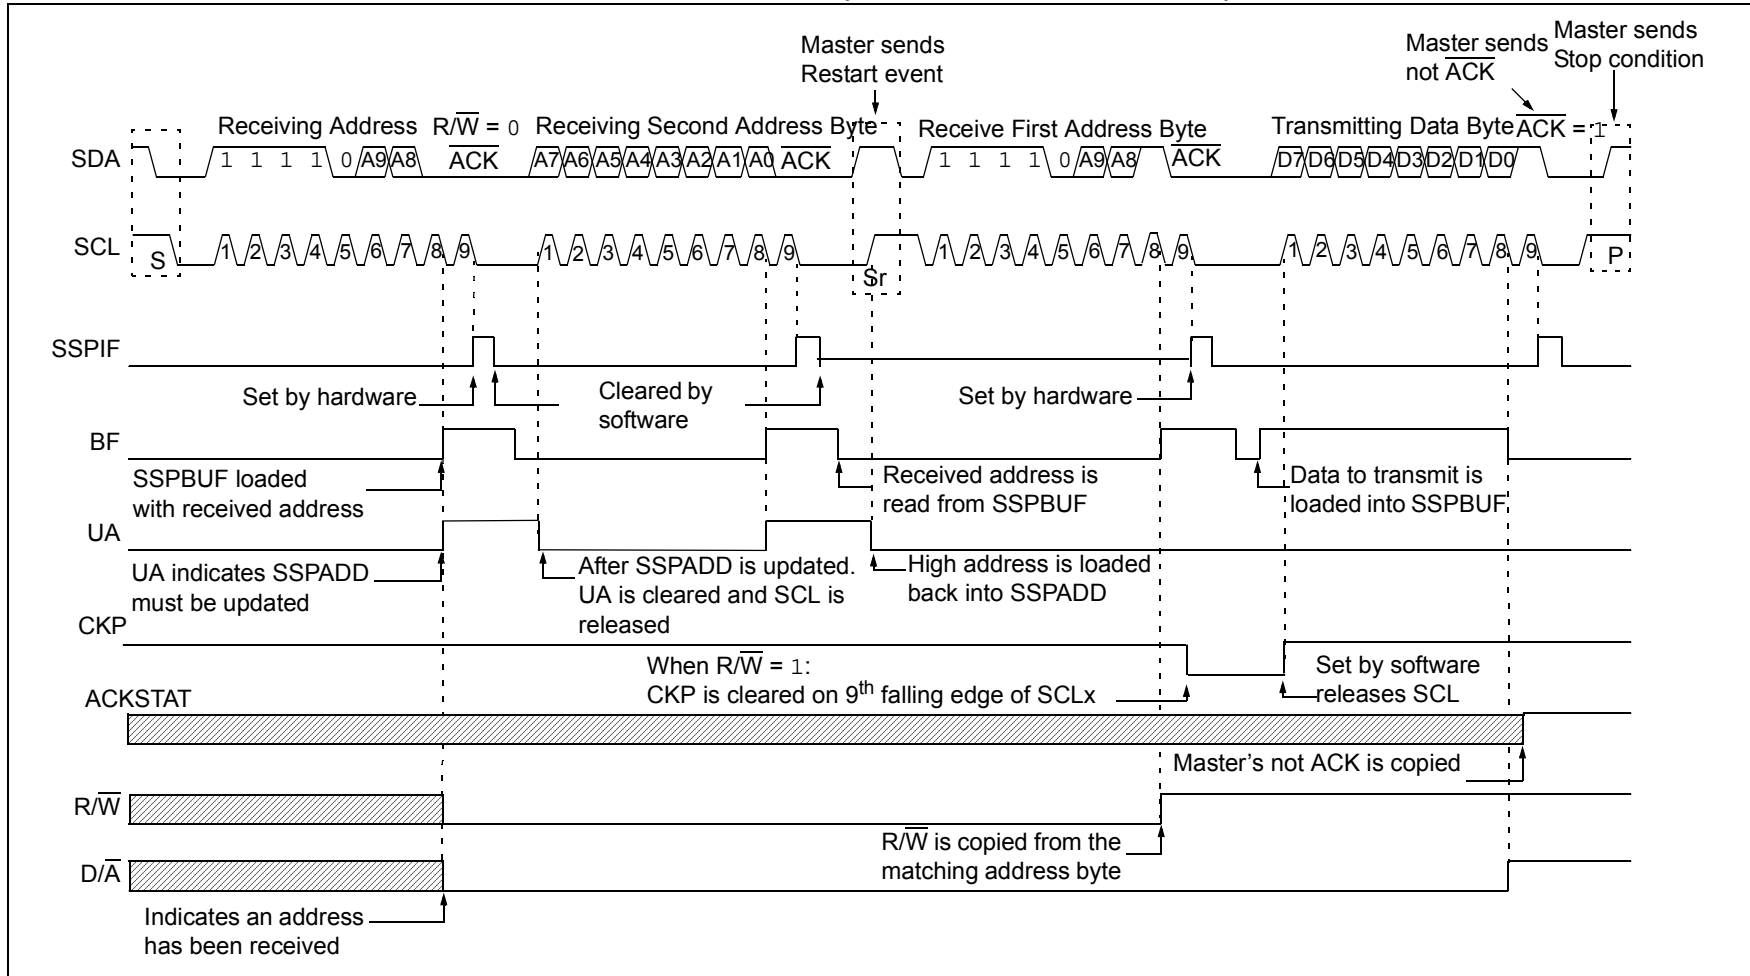 Master sends
Restart event
Master sends
not A̅C̅K̅
Master sends
Stop condition
Receiving Address R/W̅ = 0
Receiving Second Address Byte
Receive First Address Byte
Transmitting Data Byte A̅C̅K̅ = 1
SDA
1 1 1 1 0 A9 A8 A̅C̅K̅
A7 A6 A5 A4 A3 A2 A1 A0 A̅C̅K̅
1 1 1 1 0 A9 A8 A̅C̅K̅
D7 D6 D5 D4 D3 D2 D1 D0
SCL
S
1 2 3 4 5 6 7 8 9
1 2 3 4 5 6 7 8 9
Sr
1 2 3 4 5 6 7 8 9
1 2 3 4 5 6 7 8 9
P
SSPIF
Set by hardware
Cleared by
software
Set by hardware
BF
SSPBUF loaded
with received address
Received address is
read from SSPBUF
Data to transmit is
loaded into SSPBUF
UA
UA indicates SSPADD
must be updated
After SSPADD is updated.
UA is cleared and SCL is
released
High address is loaded
back into SSPADD
CKP
When R/W̅ = 1:
CKP is cleared on 9th falling edge of SCLx
Set by software
releases SCL
ACKSTAT
Master's not ACK is copied
R/W̅
R/W̅ is copied from the
matching address byte
D/A̅
Indicates an address
has been received